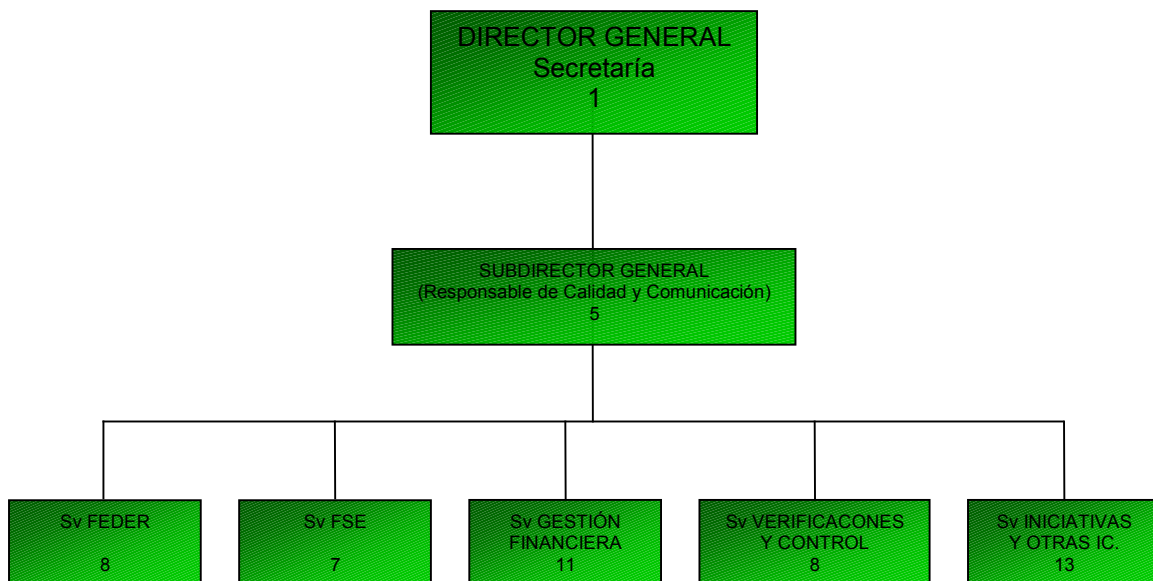 DIRECTOR GENERAL
Secretaría
1
SUBDIRECTOR GENERAL
(Responsable de Calidad y Comunicación)
5
Sv FEDER
8
Sv FSE
7
Sv GESTIÓN
FINANCIERA
11
Sv VERIFICACONES
Y CONTROL
8
Sv INICIATIVAS
Y OTRAS IC.
13